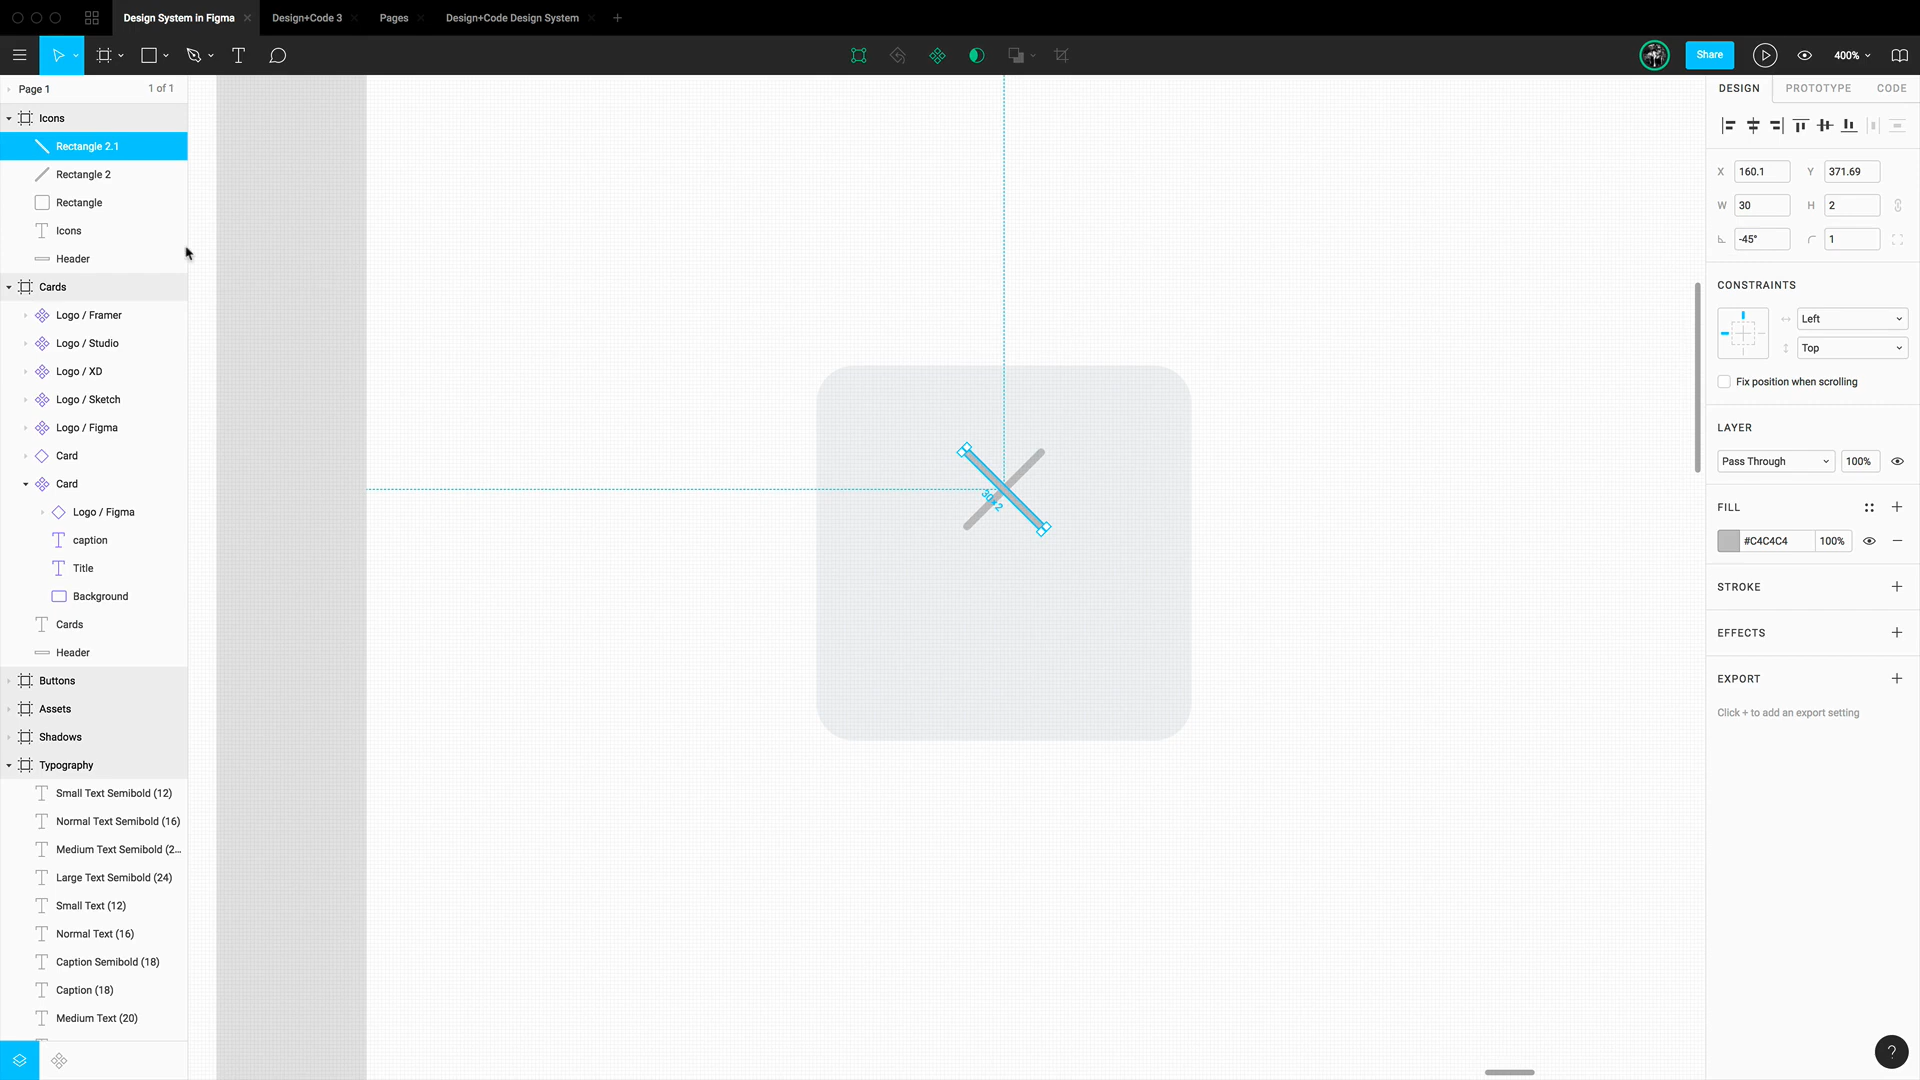 Design System in Figma
Design+Code 3
Pages
Design+Code Design System
Share
400%
Page 1
1 of 1
Icons
Rectangle 2.1
Rectangle 2
Rectangle
Icons
Header
Cards
Logo / Framer
Logo / Studio
Logo / XD
Logo / Sketch
Logo / Figma
Card
Card
Logo / Figma
caption
Title
Background
Cards
Header
Buttons
Assets
Shadows
Typography
Small Text Semibold (12)
Normal Text Semibold (16)
Medium Text Semibold (2...
Large Text Semibold (24)
Small Text (12)
Normal Text (16)
Caption Semibold (18)
Caption (18)
Medium Text (20)
DESIGN
PROTOTYPE
CODE
X 160.1 Y 371.69
W 30 H 2
-45° 1
CONSTRAINTS
Left
Top
Fix position when scrolling
LAYER
Pass Through 100%
FILL
#C4C4C4 100%
STROKE
EFFECTS
EXPORT
Click + to add an export setting
?